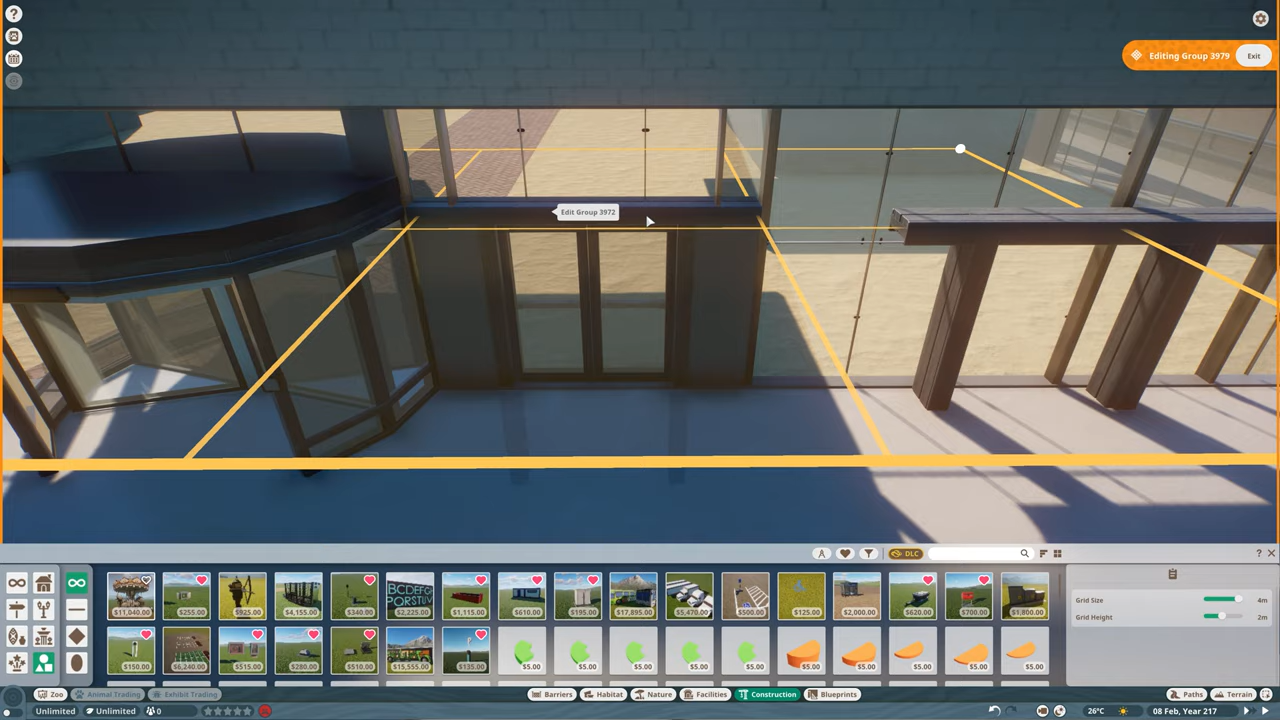 ?
Editing Group 3979
Exit
Edit Group 3972
DLC
?
$11,040.00
$255.00
$925.00
$4,155.00
$340.00
$2,225.00
$1,115.00
$610.00
$195.00
$17,895.00
$5,470.00
$500.00
$125.00
$2,000.00
$620.00
$700.00
$1,800.00
Grid Size
4m
Grid Height
2m
$150.00
$6,240.00
$515.00
$280.00
$510.00
$15,555.00
$135.00
$5.00
$5.00
$5.00
$5.00
$5.00
$5.00
$5.00
$5.00
$5.00
$5.00
Zoo
Animal Trading
Exhibit Trading
Barriers
Habitat
Nature
Facilities
Construction
Blueprints
Paths
Terrain
Unlimited
Unlimited
0
26°C
08 Feb, Year 217